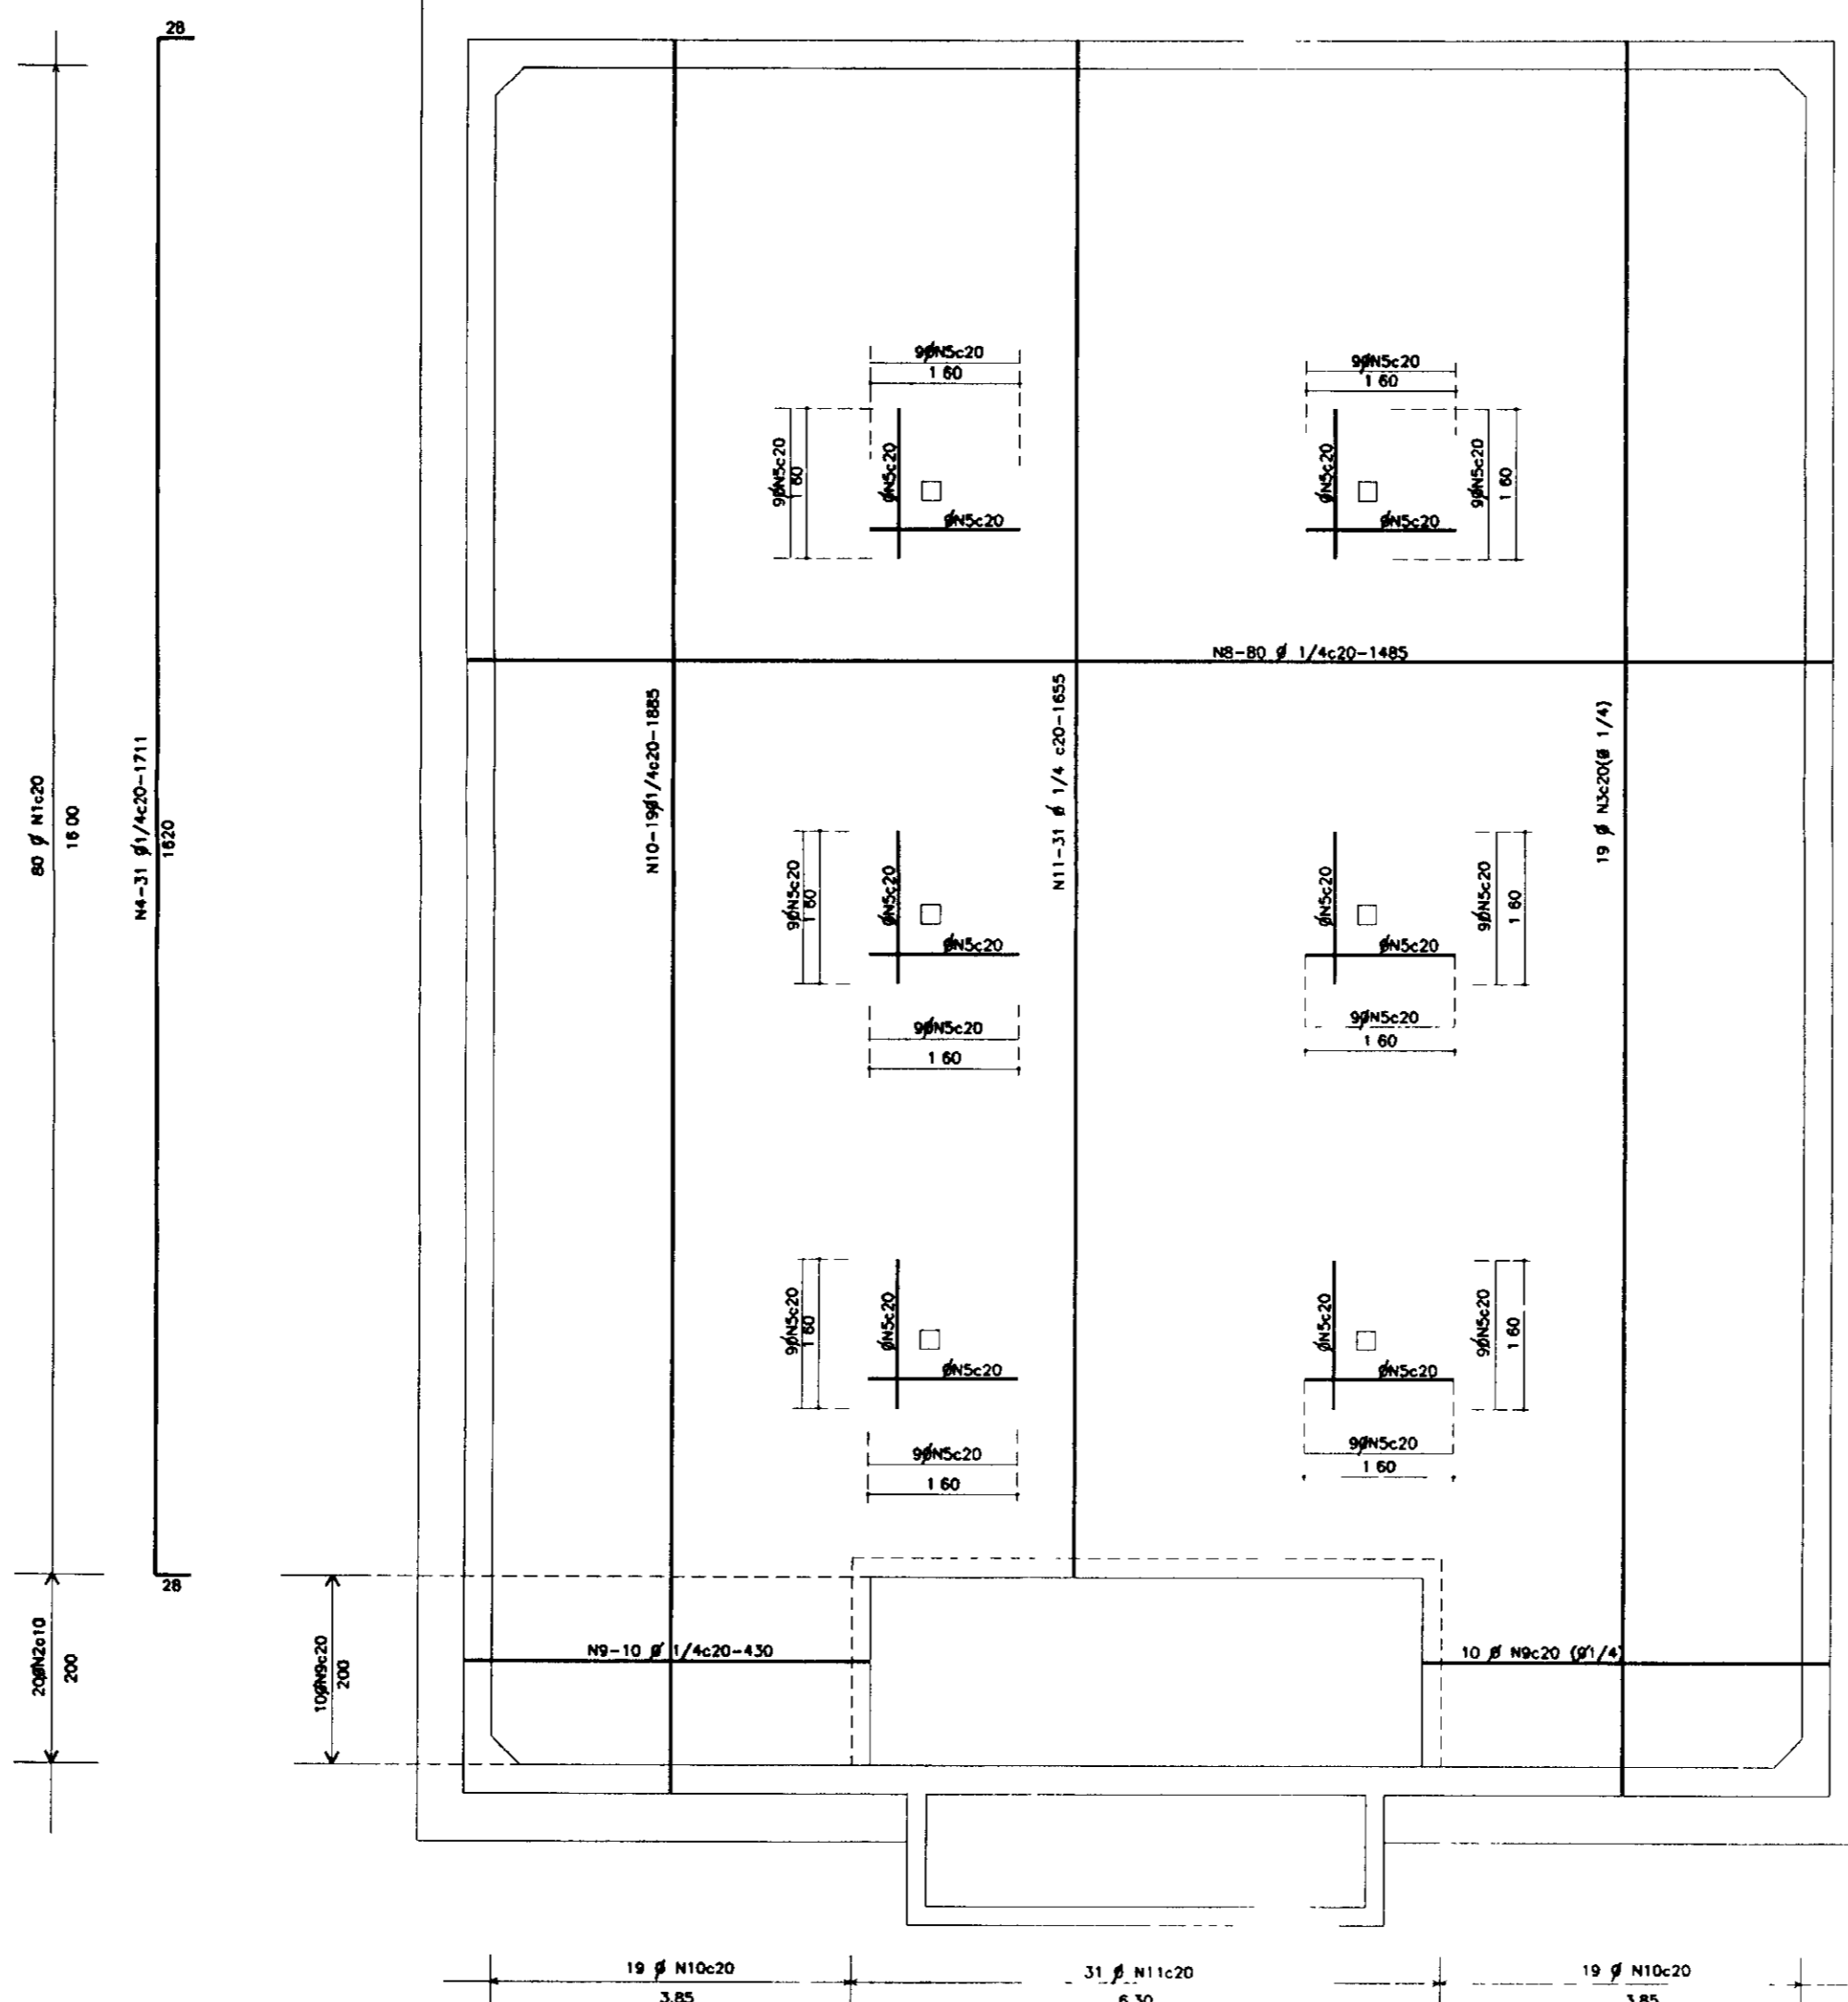 28
9ØN5c20
1 60
9ØN5c20
1 60
9ØN5c20
1 60
ØN5c20
ØN5c20
ØN5c20
ØN5c20
9ØN5c20
1 60
N8-80 Ø 1/4c20-1485
80 Ø N1c20
16 00
N4-31 Ø1/4c20-1711
1620
N10-19Ø1/4c20-1885
N11-31 Ø 1/4 c20-1655
19 Ø N3c20(Ø 1/4)
9ØN5c20
1 60
ØN5c20
ØN5c20
ØN5c20
ØN5c20
9ØN5c20
1 60
9ØN5c20
1 60
9ØN5c20
1 60
9ØN5c20
1 60
ØN5c20
ØN5c20
ØN5c20
ØN5c20
9ØN5c20
1 60
9ØN5c20
1 60
9ØN5c20
1 60
28
20ØN2c10
200
10ØN9c20
200
N9-10 Ø 1/4c20-430
10 Ø N9c20 (Ø1/4)
19 Ø N10c20
3.85
31 Ø N11c20
6.30
19 Ø N10c20
3.85